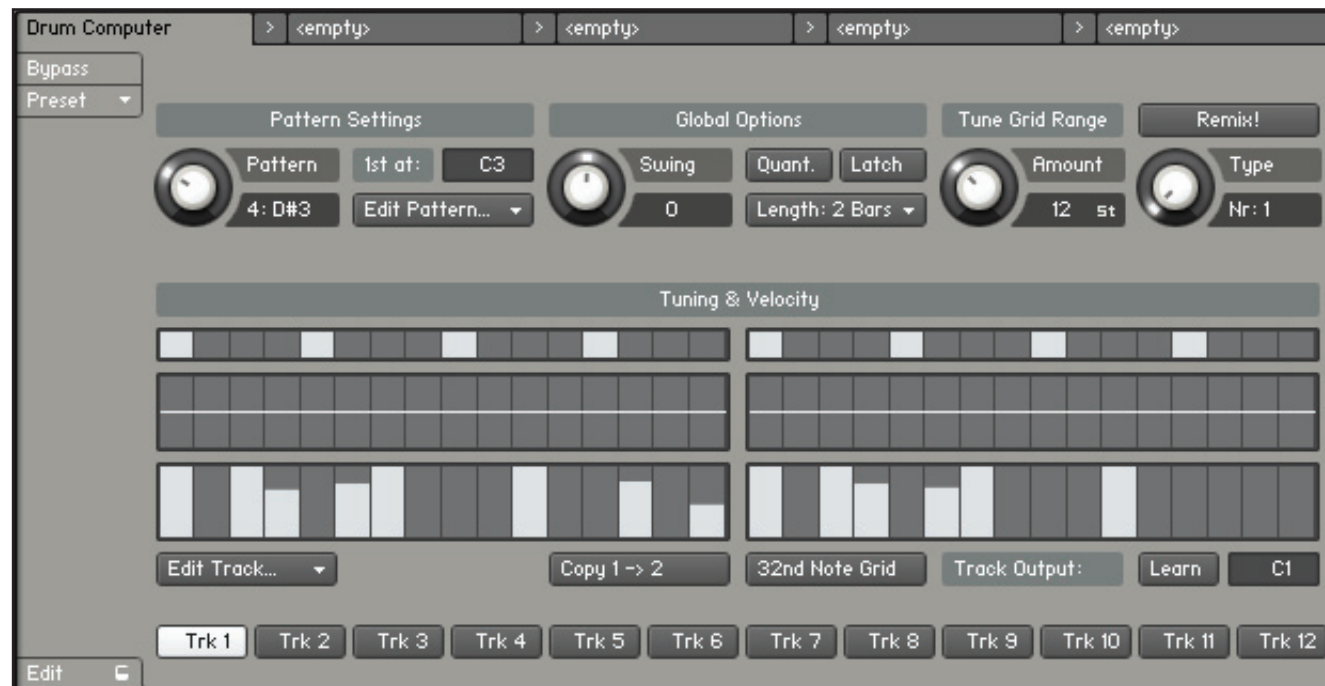 Drum Computer > <empty> > <empty> > <empty> > <empty>
Bypass
Preset
Pattern Settings Global Options Tune Grid Range Remix!
Pattern 1st at: C3 Swing Quant. Latch Amount Type
4: D#3 Edit Pattern... 0 Length: 2 Bars 12 st Nr: 1
Tuning & Velocity
Edit Track... Copy 1 -> 2 32nd Note Grid Track Output: Learn C1
Trk 1 Trk 2 Trk 3 Trk 4 Trk 5 Trk 6 Trk 7 Trk 8 Trk 9 Trk 10 Trk 11 Trk 12
Edit